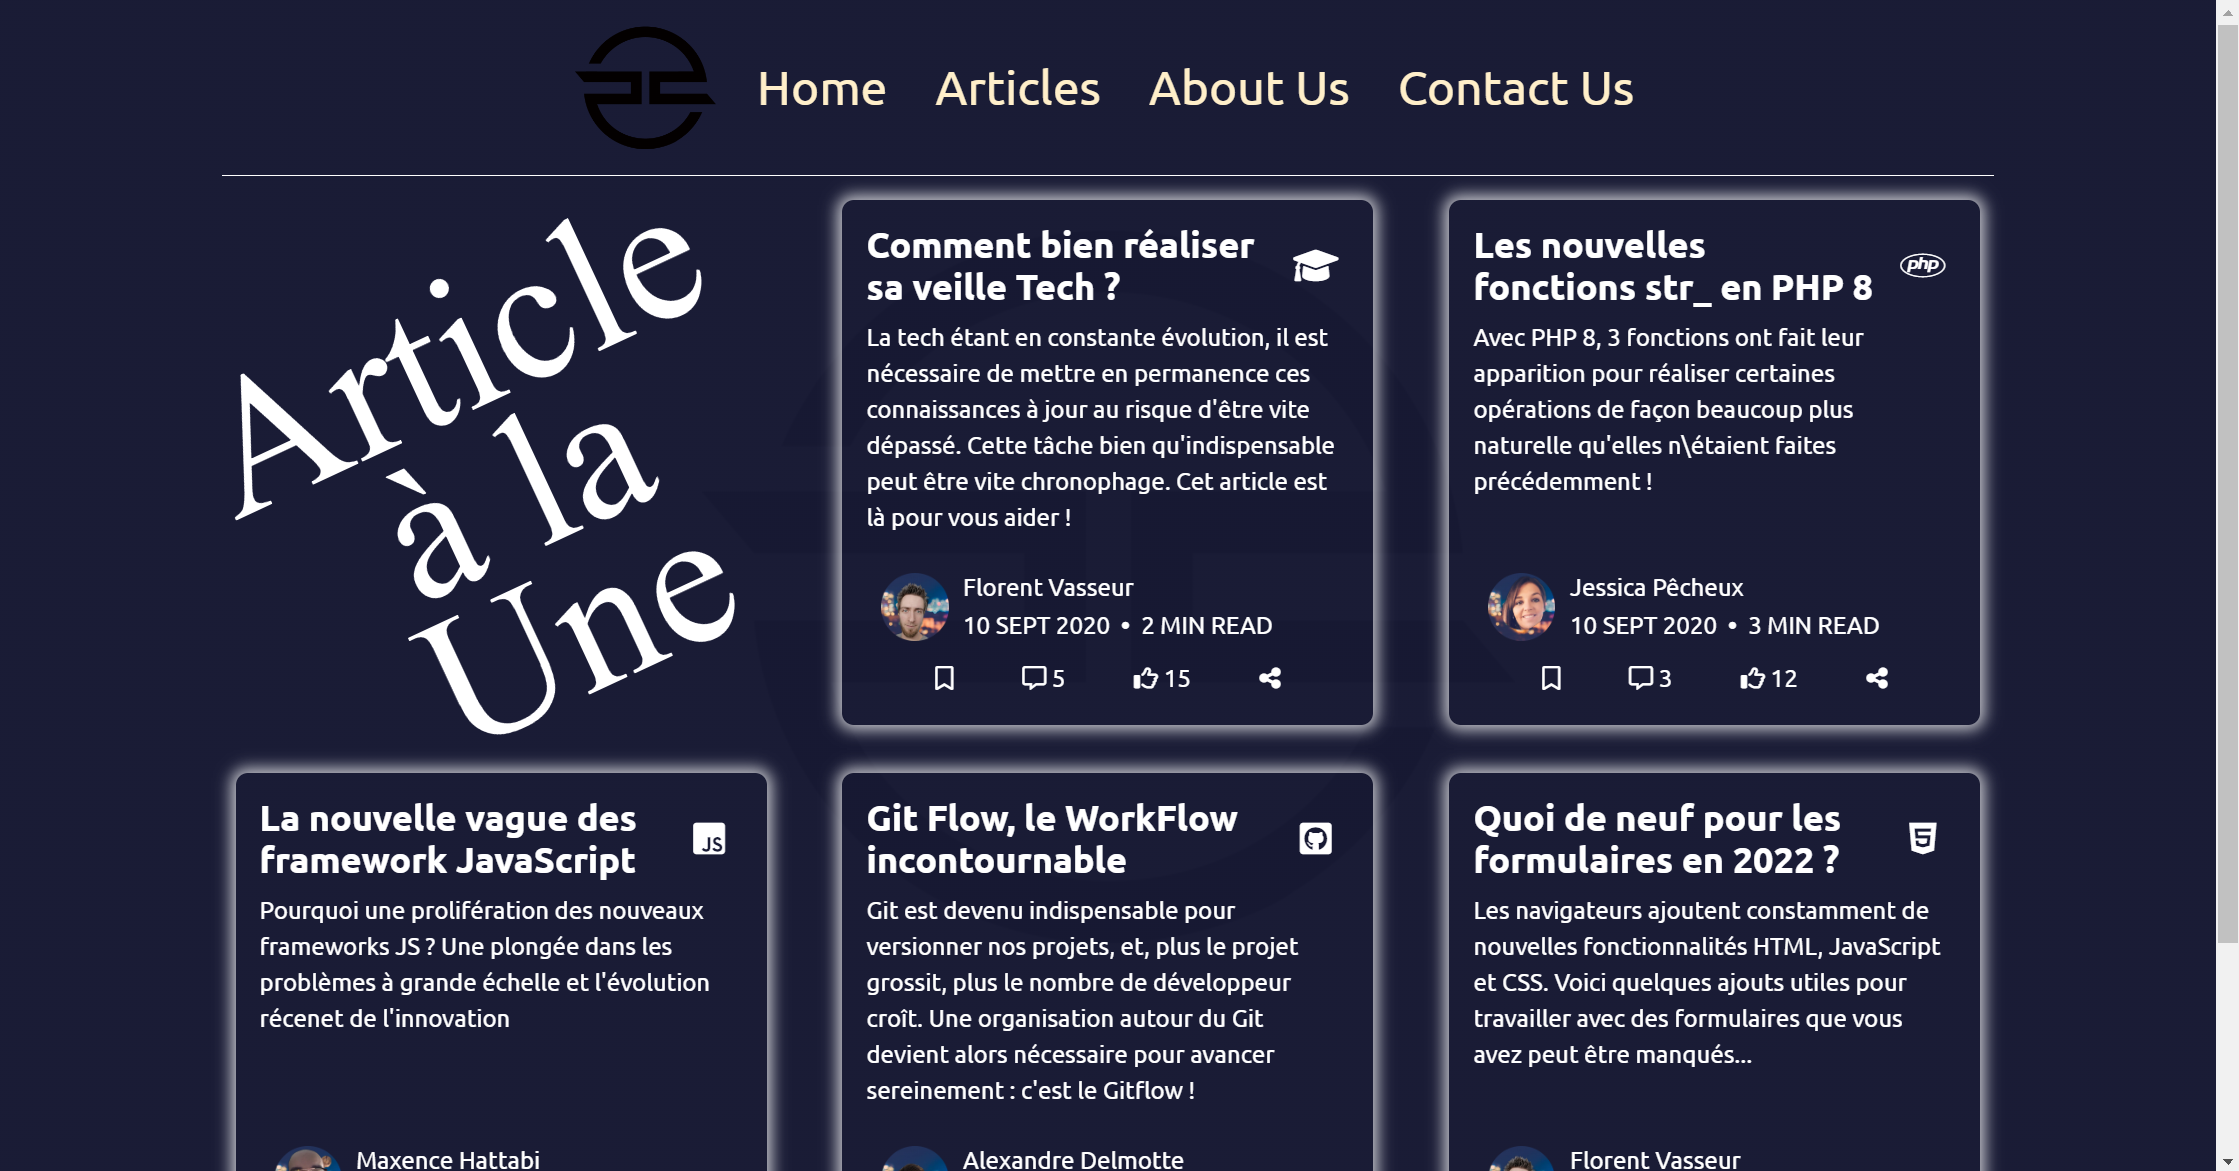 Home Articles About Us Contact Us
Article
à la
Une
Comment bien réaliser
sa veille Tech ?
La tech étant en constante évolution, il est
nécessaire de mettre en permanence ces
connaissances à jour au risque d'être vite
dépassé. Cette tâche bien qu'indispensable
peut être vite chronophage. Cet article est
là pour vous aider !
Florent Vasseur
10 SEPT 2020 • 2 MIN READ
5 15
Les nouvelles
fonctions str_ en PHP 8
php
Avec PHP 8, 3 fonctions ont fait leur
apparition pour réaliser certaines
opérations de façon beaucoup plus
naturelle qu'elles n\étaient faites
précédemment !
Jessica Pêcheux
10 SEPT 2020 • 3 MIN READ
3 12
La nouvelle vague des
framework JavaScript
JS
Pourquoi une prolifération des nouveaux
frameworks JS ? Une plongée dans les
problèmes à grande échelle et l'évolution
récenet de l'innovation
Maxence Hattabi
Git Flow, le WorkFlow
incontournable
Git est devenu indispensable pour
versionner nos projets, et, plus le projet
grossit, plus le nombre de développeur
croît. Une organisation autour du Git
devient alors nécessaire pour avancer
sereinement : c'est le Gitflow !
Alexandre Delmotte
Quoi de neuf pour les
formulaires en 2022 ?
5
Les navigateurs ajoutent constamment de
nouvelles fonctionnalités HTML, JavaScript
et CSS. Voici quelques ajouts utiles pour
travailler avec des formulaires que vous
avez peut être manqués...
Florent Vasseur